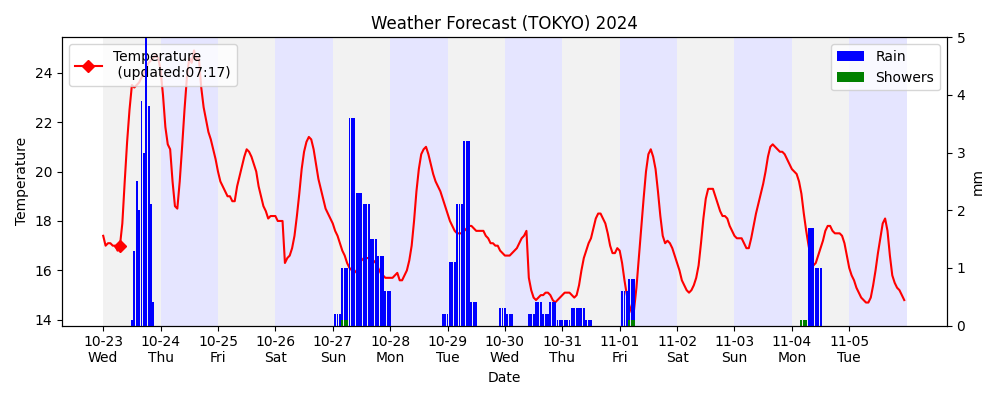 Weather Forecast (TOKYO) 2024
Temperature
(updated:07:17)
Rain
Showers
Temperature
24
22
20
18
16
14
5
4
3
2
1
0
mm
10-23 10-24 10-25 10-26 10-27 10-28 10-29 10-30 10-31 11-01 11-02 11-03 11-04 11-05
Wed Thu Fri Sat Sun Mon Tue Wed Thu Fri Sat Sun Mon Tue
Date